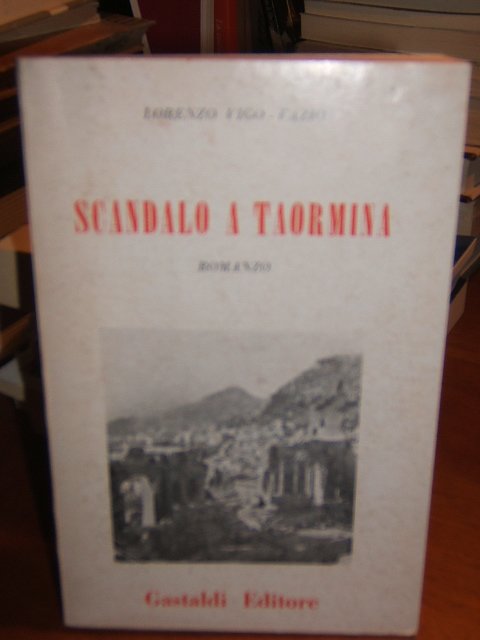 LORENZO VIGO - FAZIO
SCANDALO A TAORMINA
ROMANZO
Gastaldi Editore